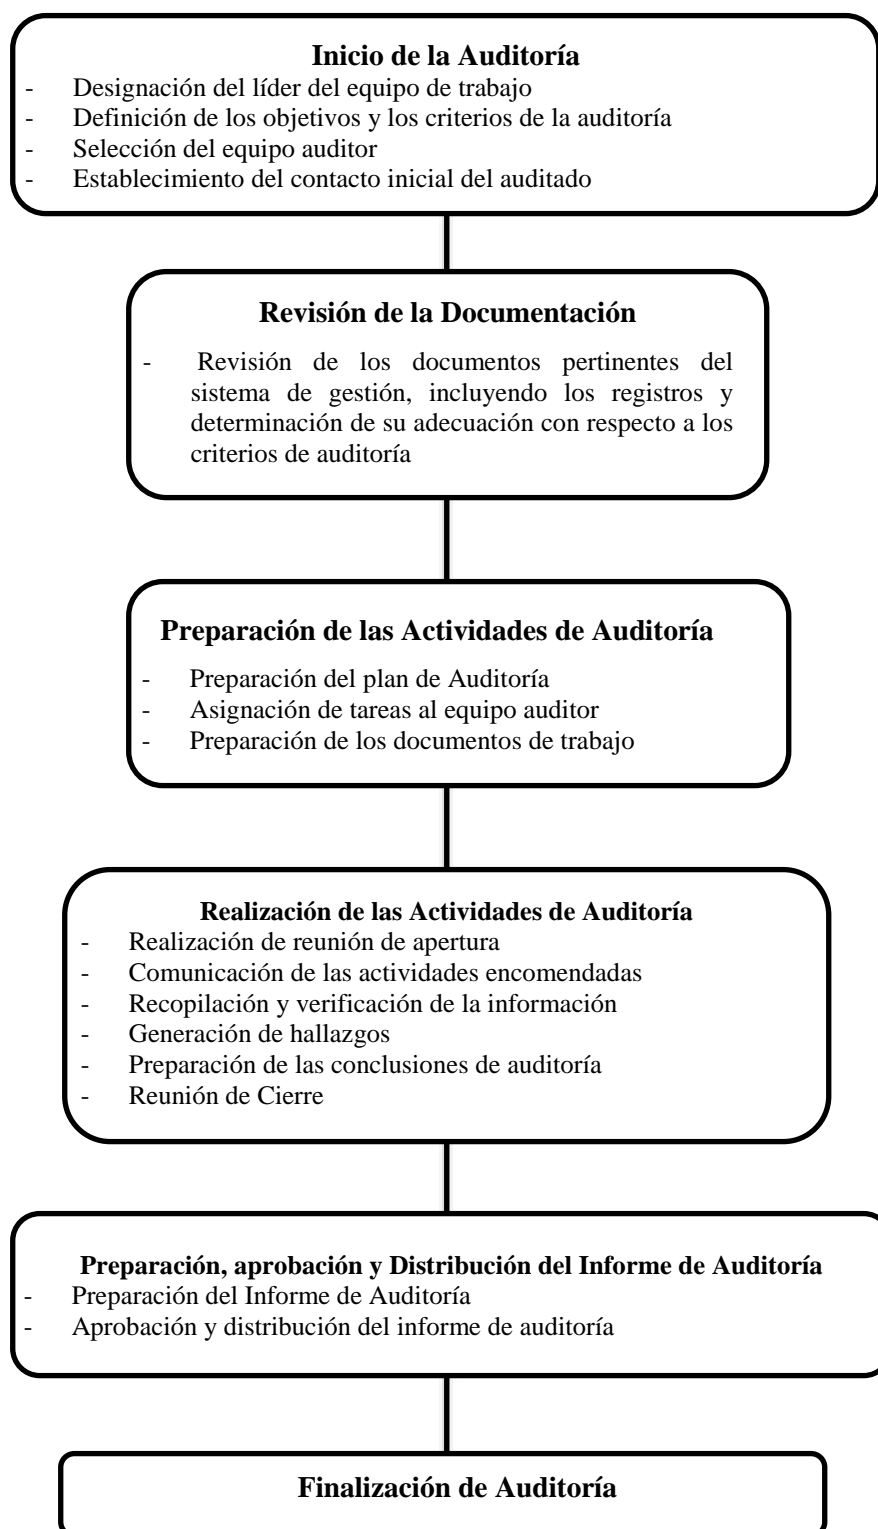 Inicio de la Auditoría
- Designación del líder del equipo de trabajo
- Definición de los objetivos y los criterios de la auditoría
- Selección del equipo auditor
- Establecimiento del contacto inicial del auditado
Revisión de la Documentación
- Revisión de los documentos pertinentes del
sistema de gestión, incluyendo los registros y
determinación de su adecuación con respecto a los
criterios de auditoría
Preparación de las Actividades de Auditoría
- Preparación del plan de Auditoría
- Asignación de tareas al equipo auditor
- Preparación de los documentos de trabajo
Realización de las Actividades de Auditoría
- Realización de reunión de apertura
- Comunicación de las actividades encomendadas
- Recopilación y verificación de la información
- Generación de hallazgos
- Preparación de las conclusiones de auditoría
- Reunión de Cierre
Preparación, aprobación y Distribución del Informe de Auditoría
- Preparación del Informe de Auditoría
- Aprobación y distribución del informe de auditoría
Finalización de Auditoría